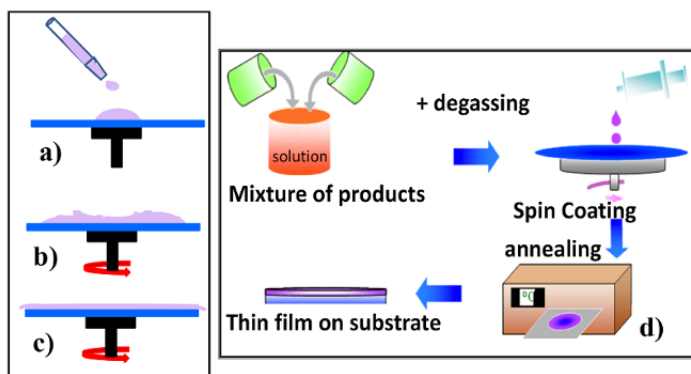 a)
b)
c)
+ degassing
solution
Mixture of products
Spin Coating
annealing
°C
Thin film on substrate
d)